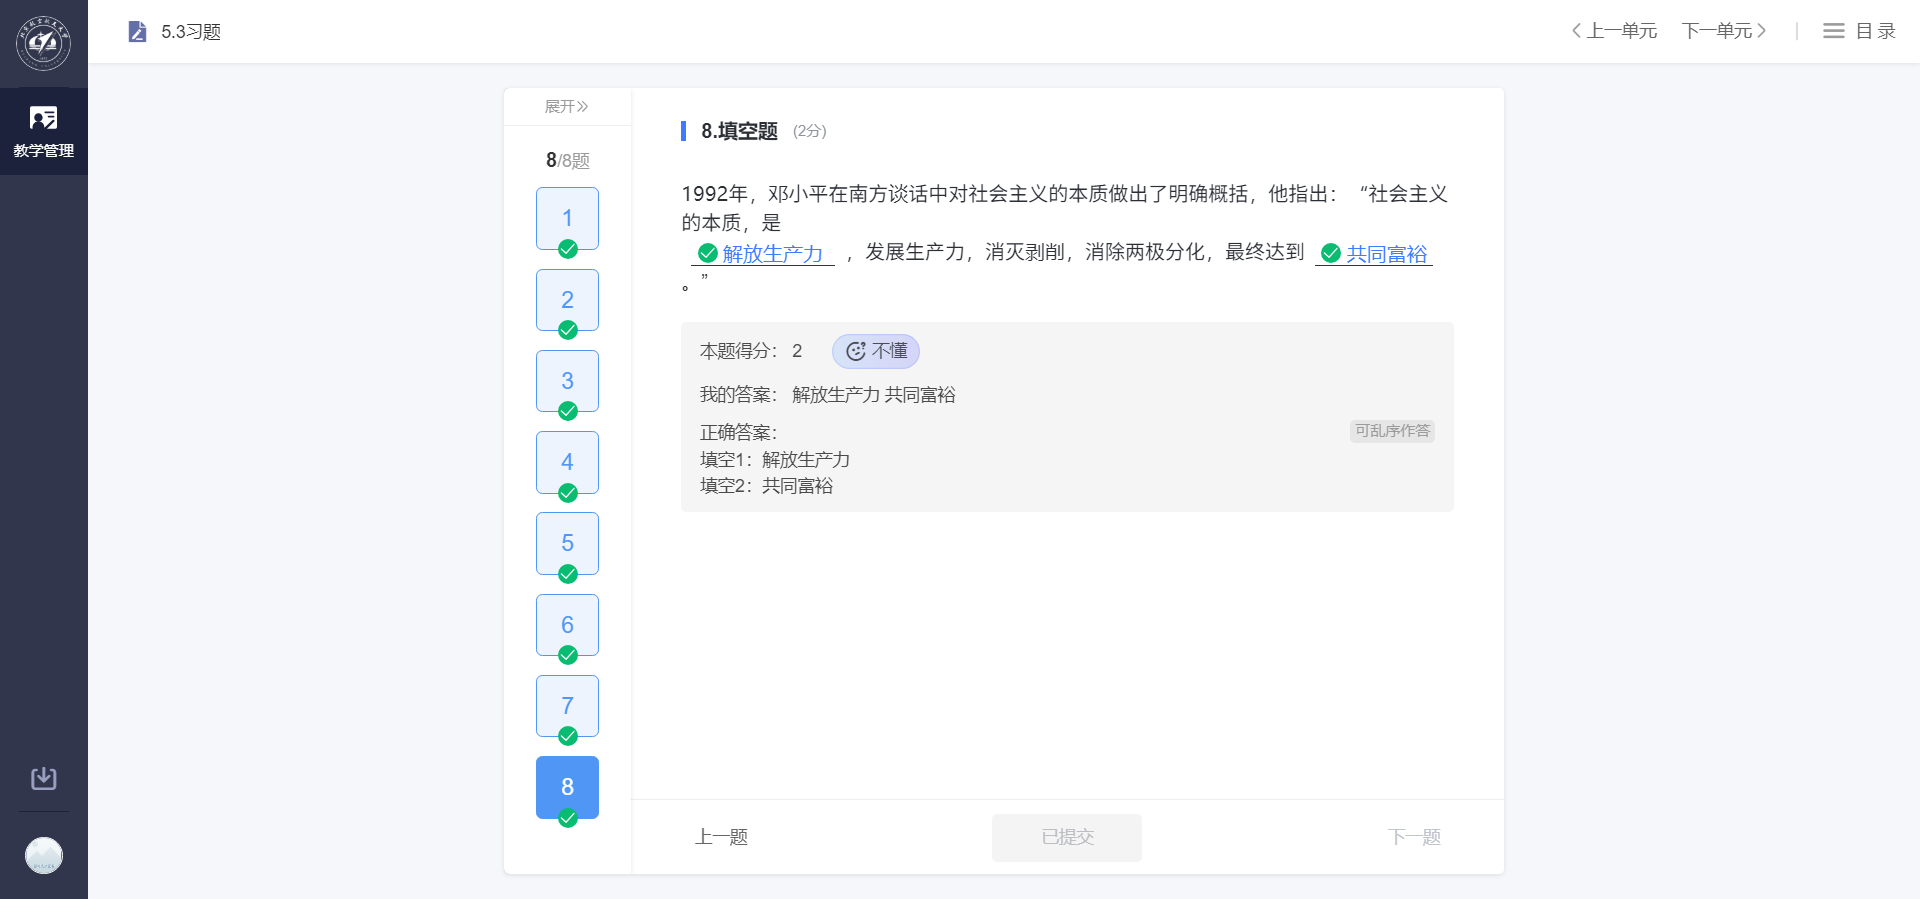 5.3习题
上一单元
下一单元
目 录
教学管理
展开
8/8题
1
2
3
4
5
6
7
8
8.填空题 (2分)
1992年，邓小平在南方谈话中对社会主义的本质做出了明确概括，他指出：“社会主义
的本质，是
解放生产力 ，发展生产力，消灭剥削，消除两极分化，最终达到 共同富裕
。”
本题得分： 2 不懂
我的答案： 解放生产力 共同富裕
正确答案：
可乱序作答
填空1：解放生产力
填空2：共同富裕
上一题
已提交
下一题